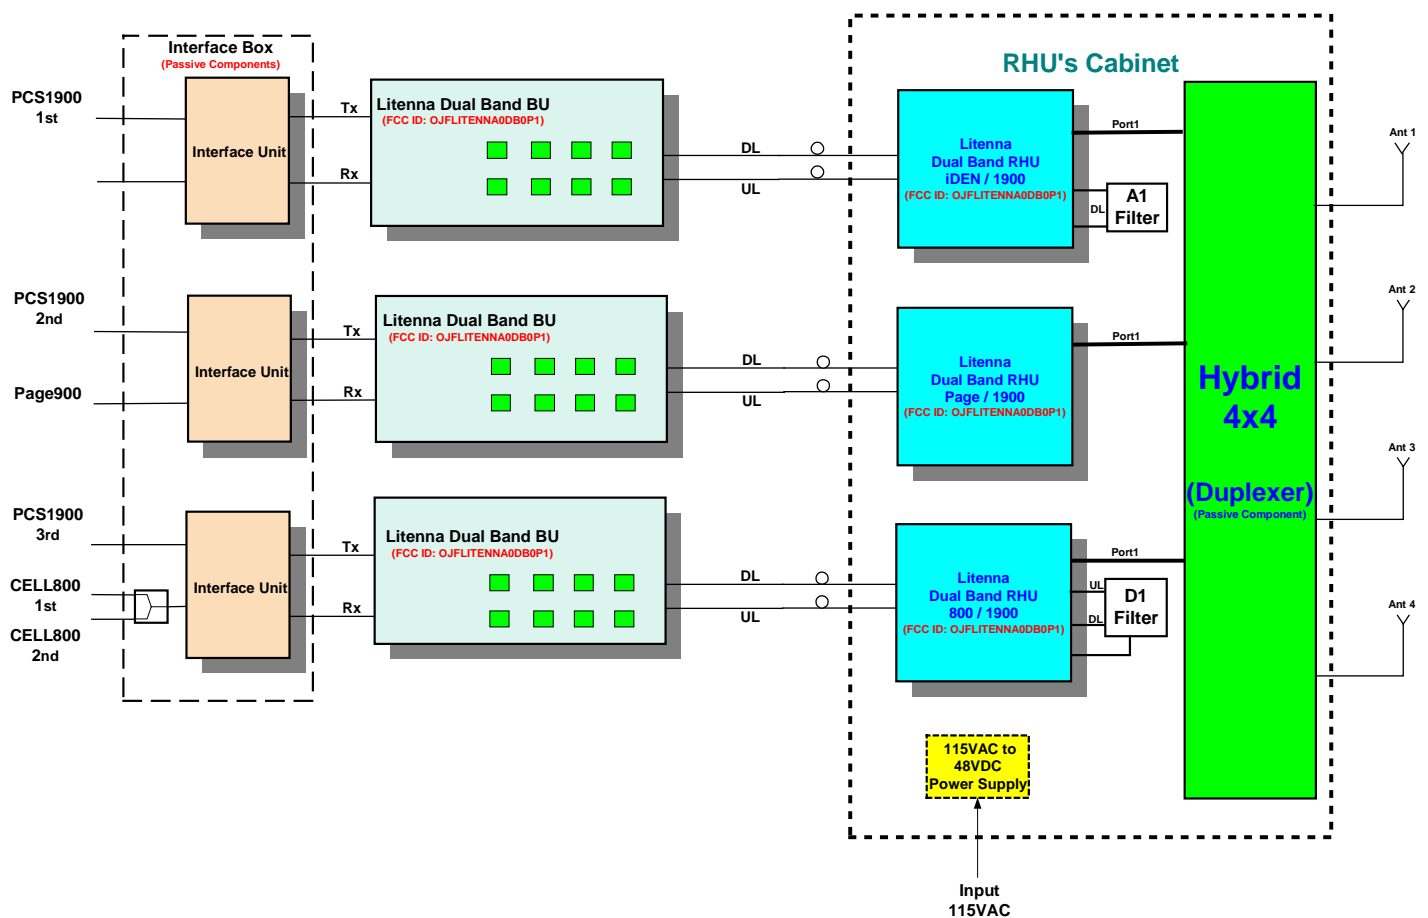 Interface Box
(Passive Components)
RHU's Cabinet
PCS1900
1st
Interface Unit
Tx
Rx
Litenna Dual Band BU
(FCC ID: OJFLITENNA0DB0P1)
DL
UL
Litenna
Dual Band RHU
iDEN / 1900
(FCC ID: OJFLITENNA0DB0P1)
Port1
DL
A1
Filter
Ant 1
PCS1900
2nd
Page900
Interface Unit
Tx
Rx
Litenna Dual Band BU
(FCC ID: OJFLITENNA0DB0P1)
DL
UL
Litenna
Dual Band RHU
Page / 1900
(FCC ID: OJFLITENNA0DB0P1)
Port1
Hybrid
4x4
(Duplexer)
(Passive Component)
Ant 2
Ant 3
PCS1900
3rd
CELL800
1st
CELL800
2nd
Interface Unit
Tx
Rx
Litenna Dual Band BU
(FCC ID: OJFLITENNA0DB0P1)
DL
UL
Litenna
Dual Band RHU
800 / 1900
(FCC ID: OJFLITENNA0DB0P1)
Port1
UL
DL
D1
Filter
Ant 4
115VAC to
48VDC
Power Supply
Input
115VAC